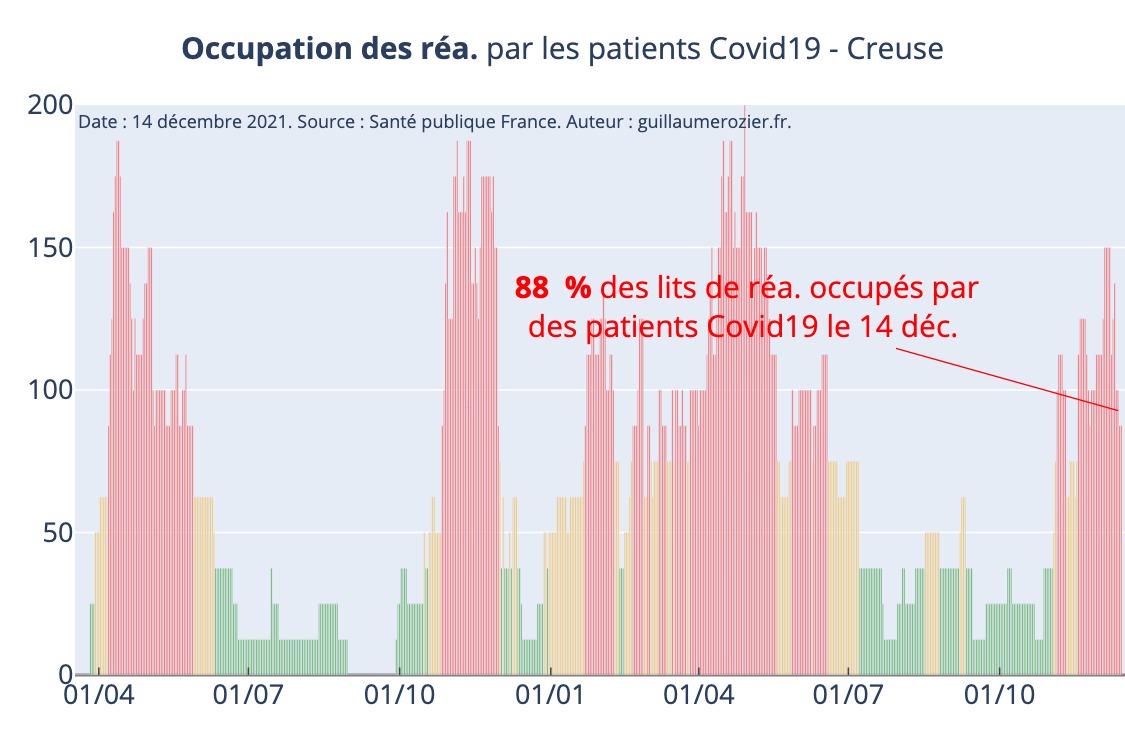 Occupation des réa. par les patients Covid19 - Creuse
200
Date : 14 décembre 2021. Source : Santé publique France. Auteur : guillaumerozier.fr.
150
88 % des lits de réa. occupés par
des patients Covid19 le 14 déc.
100
50
0
01/04 01/07 01/10 01/01 01/04 01/07 01/10